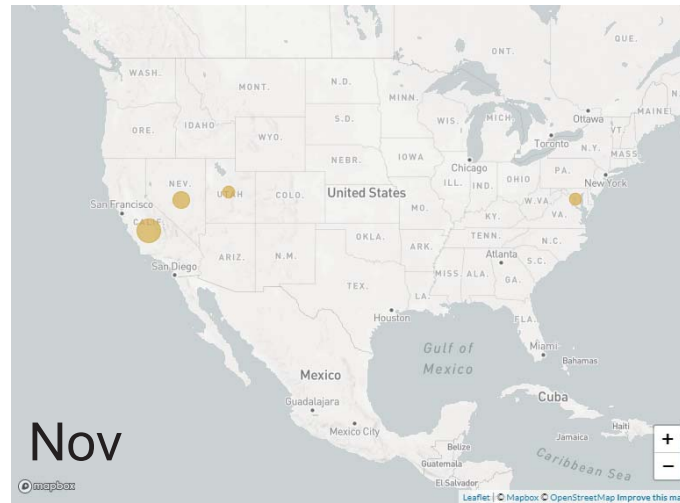 ONT.
QUE.
WASH.
MONT.
N.D.
MINN.
ORE.
IDAHO
S.D.
WIS.
MICH
Ottawa
MAINE
VT.
Toronto
WYO.
N.Y.
MASS.
NEBR.
IOWA
Chicago
PA.
New York
NEV.
UTAH
COLO.
United States
ILL.
IND.
OHIO
W.VA.
San Francisco
CALIF.
MO.
KY.
VA.
ARIZ.
N.M.
OKLA.
ARK.
TENN.
N.C.
San Diego
Atlanta
S.C.
MISS.
ALA.
GA.
TEX.
LA.
Houston
FLA.
Gulf of
Mexico
Miami
Bahamas
Mexico
Cuba
Guadalajara
Mexico City
Haiti
Jamaica
Nov
Belize
Guatemala
El Salvador
Caribbean Sea
+
−
mapbox
Leaflet | © Mapbox © OpenStreetMap Improve this ma